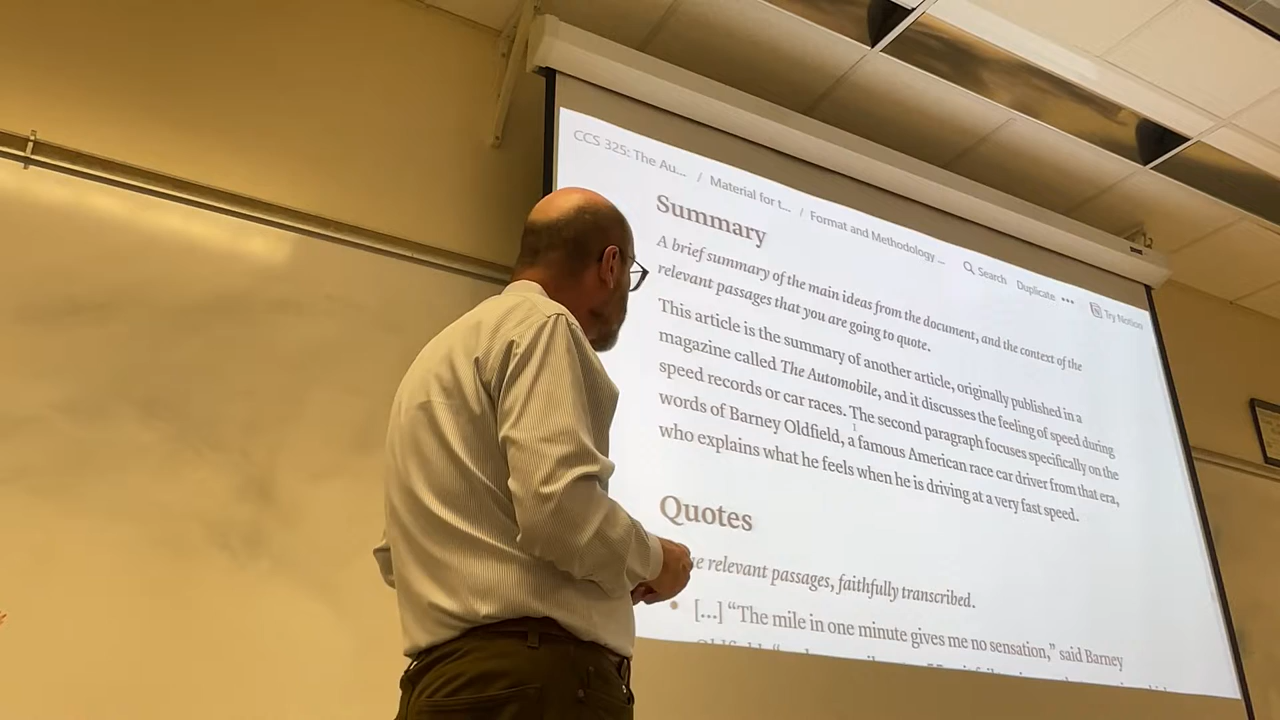 CCS 325: The Au... / Material for t... / Format and Methodology ... Search Duplicate ••• Try Notion
Summary
A brief summary of the main ideas from the document, and the context of the
relevant passages that you are going to quote.
This article is the summary of another article, originally published in a
magazine called The Automobile, and it discusses the feeling of speed during
speed records or car races. The second paragraph focuses specifically on the
words of Barney Oldfield, a famous American race car driver from that era,
who explains what he feels when he is driving at a very fast speed.
Quotes
relevant passages, faithfully transcribed.
• [...] “The mile in one minute gives me no sensation,” said Barney